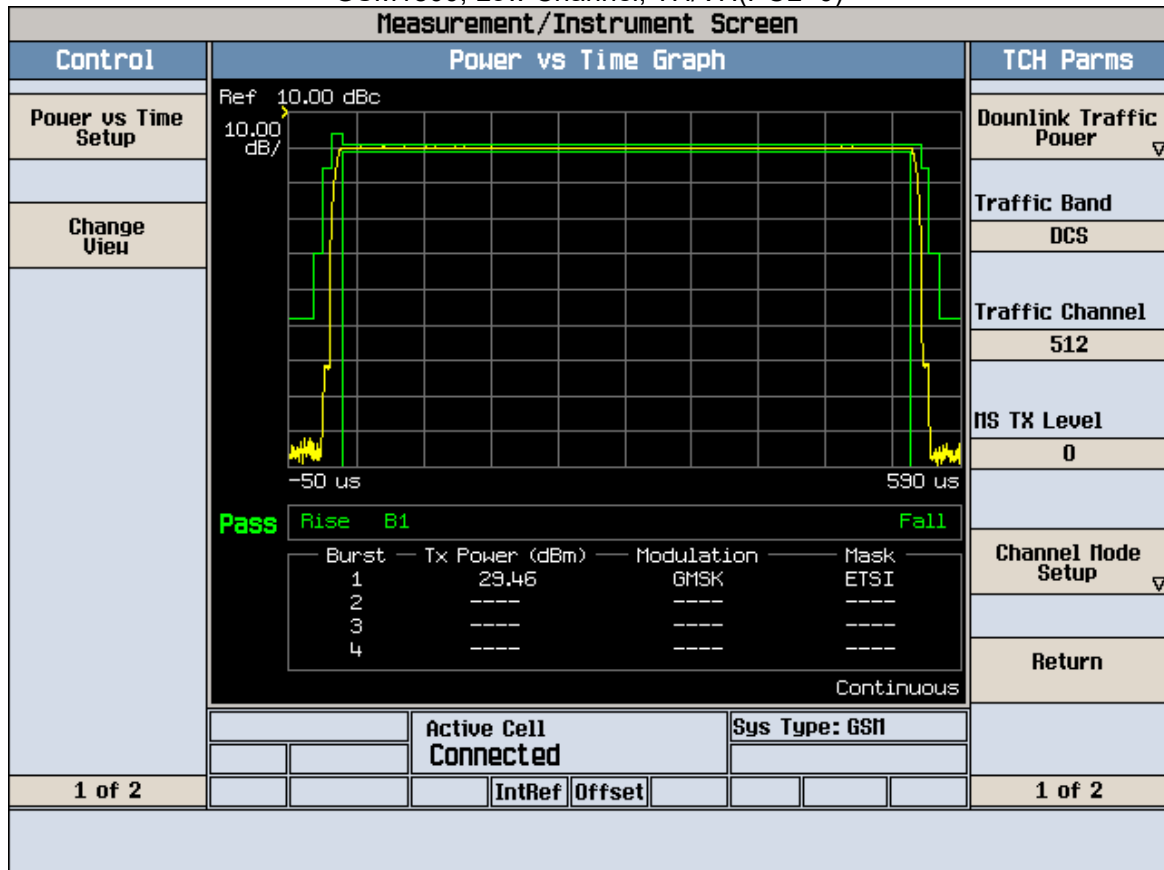 Measurement/Instrument Screen
Control
Power vs Time Graph
TCH Parms
Power vs Time
Setup
Change
View
1 of 2
Ref 10.00 dBc
10.00
dB/
-50 us
590 us
Pass
Rise B1
Fall
Burst Tx Power (dBm) Modulation Mask
1 29.46 GMSK ETSI
2 ---- ---- ----
3 ---- ---- ----
4 ---- ---- ----
Continuous
Active Cell
Sys Type: GSM
Connected
IntRef
Offset
Downlink Traffic
Power
Traffic Band
DCS
Traffic Channel
512
MS TX Level
0
Channel Mode
Setup
Return
1 of 2